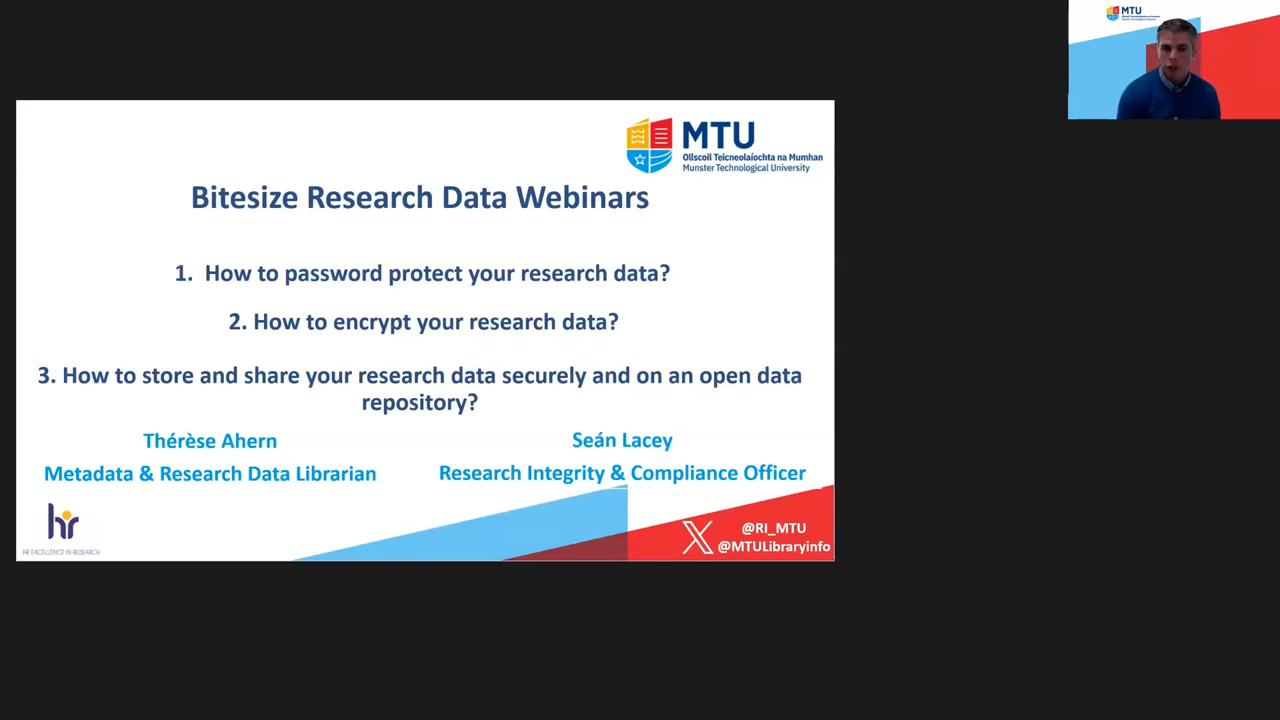 MTU
MTU
Ollscoil Teicneolaíochta na Mumhan
Munster Technological University
Bitesize Research Data Webinars
1. How to password protect your research data?
2. How to encrypt your research data?
3. How to store and share your research data securely and on an open data
repository?
Thérèse Ahern
Seán Lacey
Metadata & Research Data Librarian
Research Integrity & Compliance Officer
hr
HR EXCELLENCE IN RESEARCH
X
@RI_MTU
@MTULibraryinfo